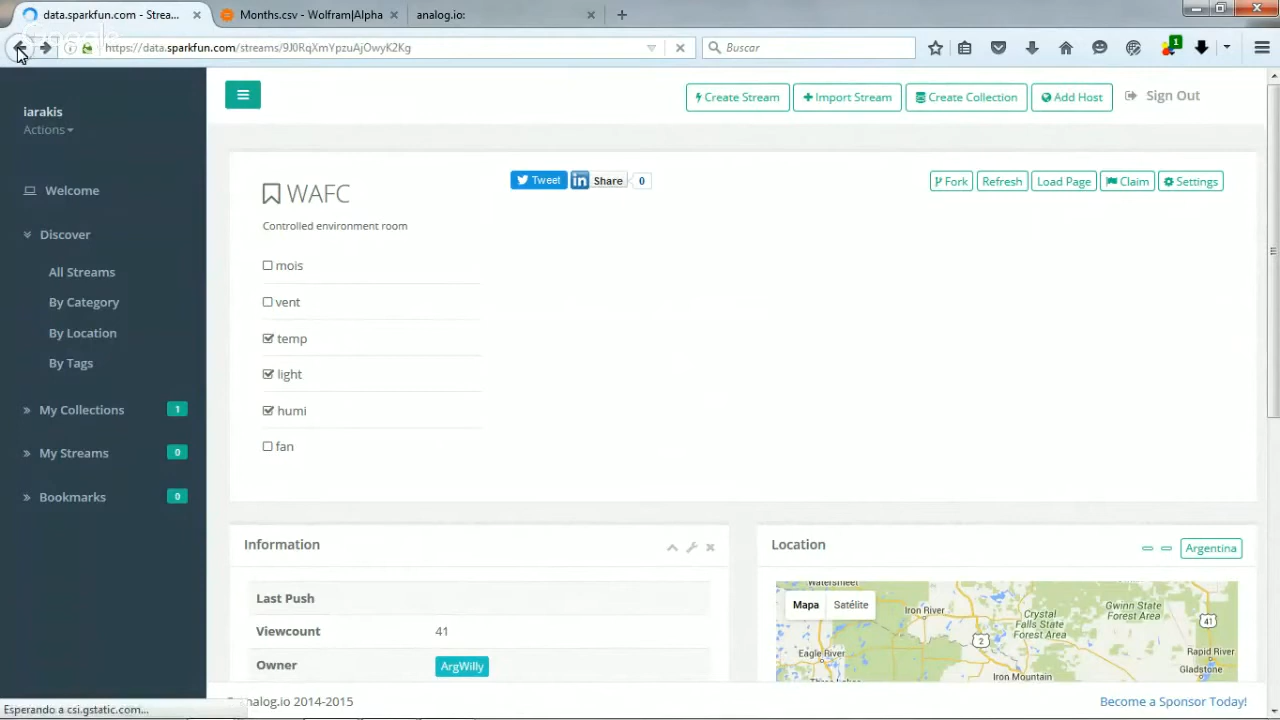 data.sparkfun.com - Strea...
Months.csv - Wolfram|Alpha
analog.io:
https://data.sparkfun.com/streams/9J0RqXmYpzuAjOwyK2Kg
Buscar
1
iarakis
Actions
Create Stream
Import Stream
Create Collection
Add Host
Sign Out
Welcome
Discover
All Streams
By Category
By Location
By Tags
My Collections 1
My Streams 0
Bookmarks 0
WAFC
Tweet
in Share 0
Fork
Refresh
Load Page
Claim
Settings
Controlled environment room
mois
vent
temp
light
humi
fan
Information
Last Push
Viewcount 41
Owner ArgWilly
Location
Argentina
Mapa Satélite
Watersmeet
Iron River
Crystal
Falls State
Forest Area
Gwinn State
Forest Area
41
2
Eagle River
Iron Mountain
Rapid River
Gladstone
Esperando a csi.gstatic.com...
nalog.io 2014-2015
Become a Sponsor Today!